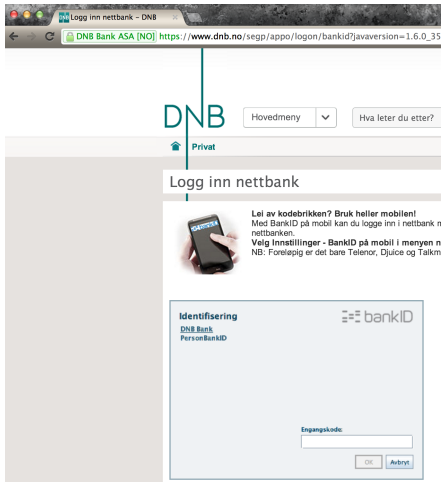 Logg inn nettbank – DNB
DNB Bank ASA [NO] https://www.dnb.no/segp/appo/logon/bankid?javaversion=1.6.0_35
DNB
Hovedmeny
Hva leter du etter?
Privat
Logg inn nettbank
Lei av kodebrikken? Bruk heller mobilen!
Med BankID på mobil kan du logge inn i nettbank
nettbanken.
Velg Innstillinger - BankID på mobil i menyen
NB: Foreløpig er det bare Telenor, Djuice og Talkm
bankID
Identifisering
bankID
DNB Bank
PersonBankID
Engangskode:
OK
Avbryt